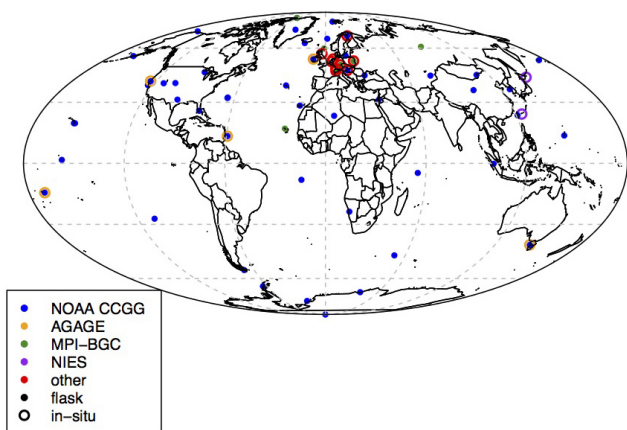 NOAA CCGG
AGAGE
MPI−BGC
NIES
other
flask
in−situ